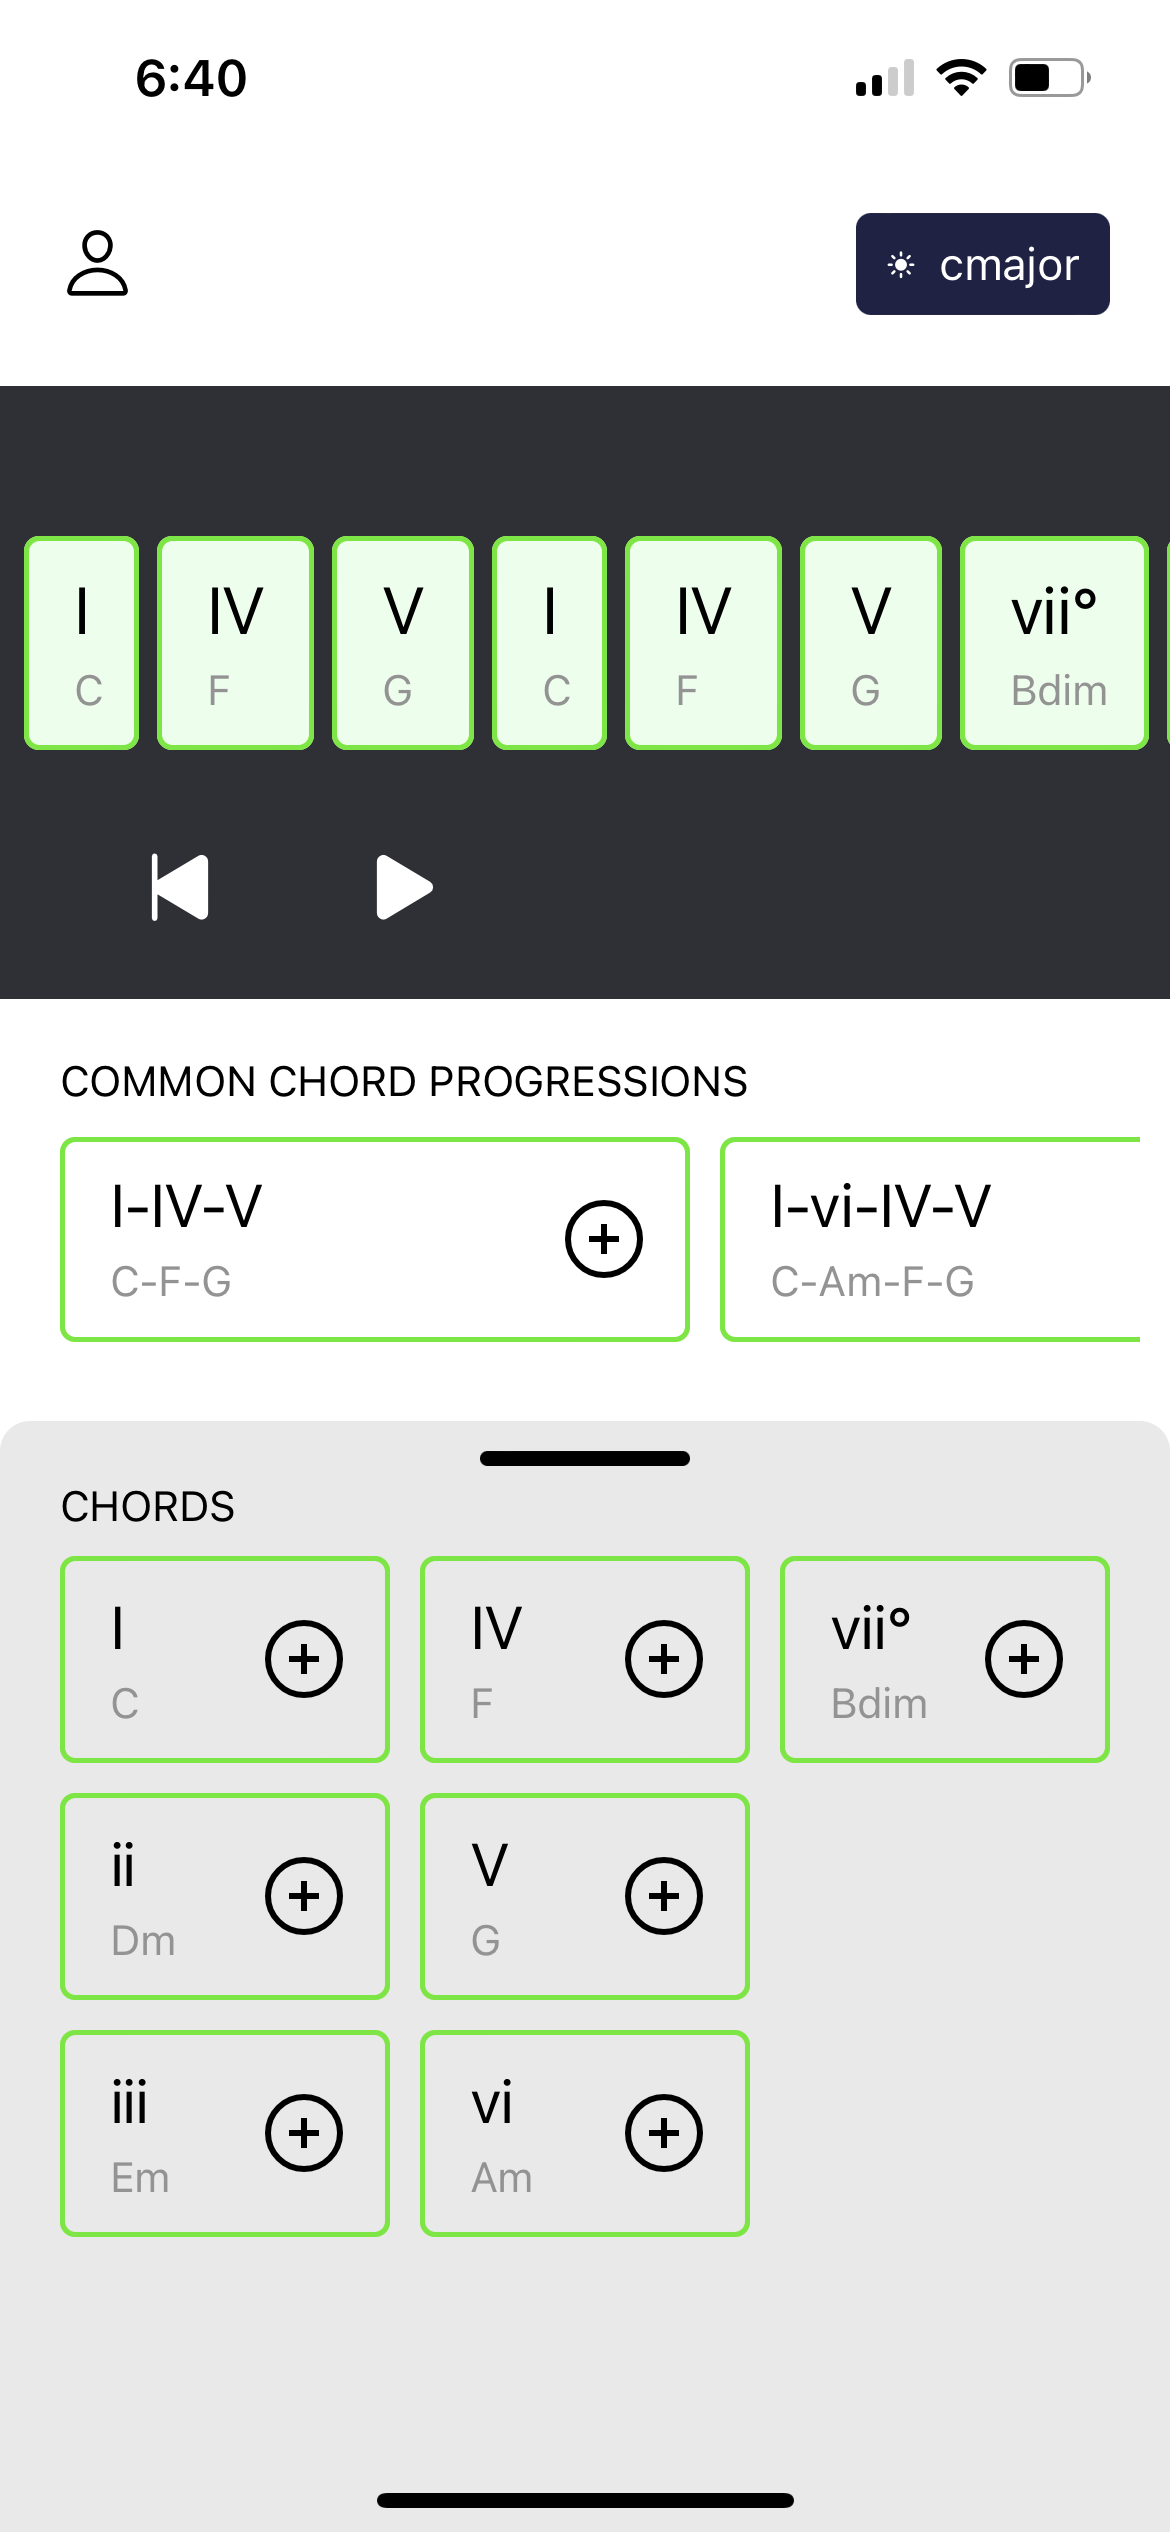 6:40
cmajor
I IV V I IV V vii°
C F G C F G Bdim
COMMON CHORD PROGRESSIONS
I-IV-V I-vi-IV-V
C-F-G C-Am-F-G
CHORDS
I IV vii°
C F Bdim
ii V
Dm G
iii vi
Em Am